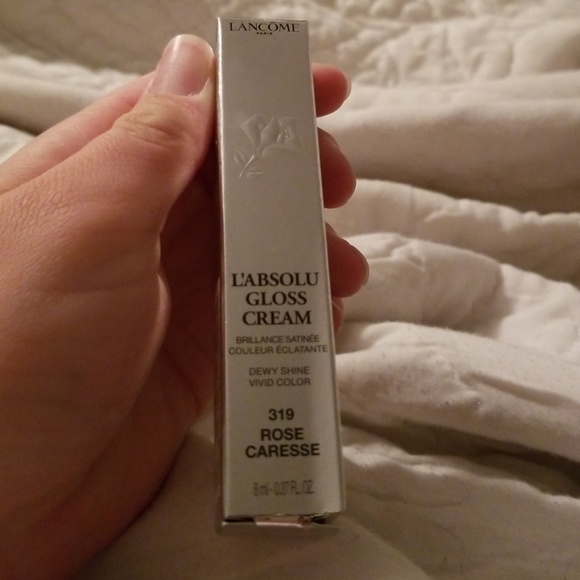 LANCÔME
PARIS
L'ABSOLU
GLOSS
CREAM
BRILLANCE SATINÉE
COULEUR ÉCLATANTE
DEWY SHINE
VIVID COLOR
319
ROSE
CARESSE
8 ml - 0.27 FL. OZ.